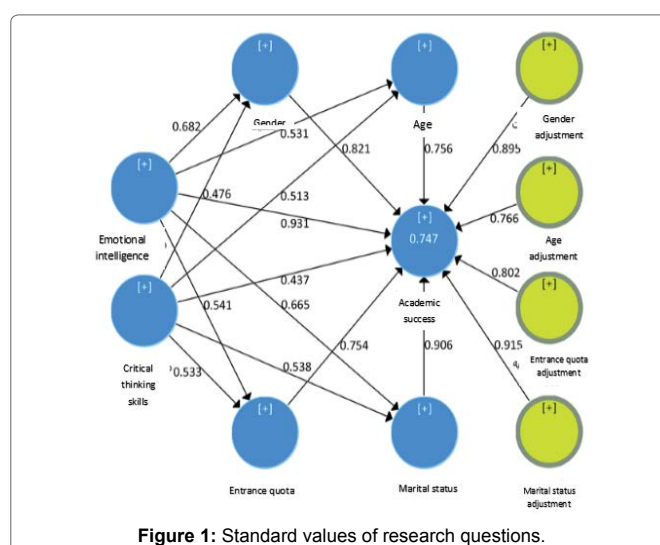 [+]
[+]
[+]
Gender
Age
Gender
adjustment
0.682
0.531
0.821
0.756
0.895
[+]
[+]
0.476
0.513
0.931
[+]
0.747
0.766
Emotional
intelligence
Age
adjustment
[+]
0.437
0.802
[+]
0.541
0.665
Academic
success
0.754
0.906
0.915
Entrance quota
adjustment
Critical
thinking
skills
0.533
0.538
[+]
[+]
[+]
Entrance quota
Marital status
Marital status
adjustment
Figure 1: Standard values of research questions.